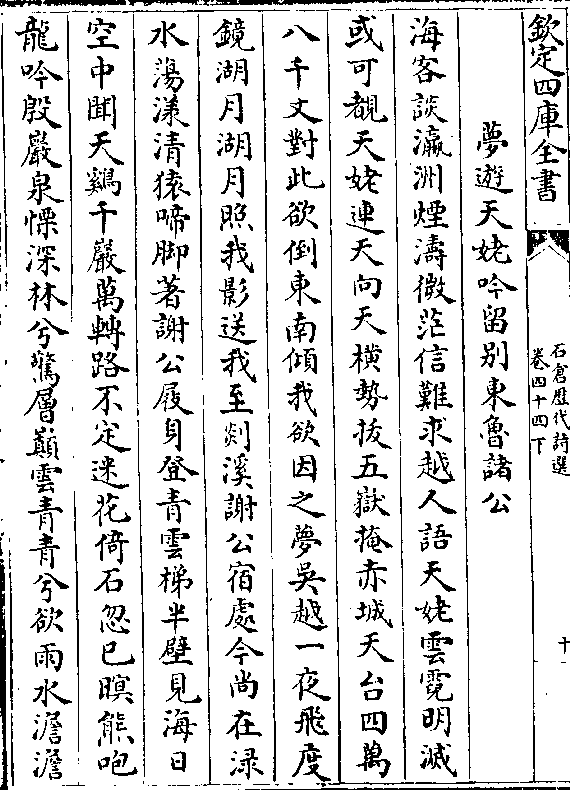 欽定四庫全書
石倉歷代詩選
卷四十四下
十
夢遊天姥吟留別東魯諸公
海客談瀛洲煙濤微茫信難求越人語天姥雲霓明滅
或可覩天姥連天向天橫勢拔五嶽掩赤城天台四萬
八千丈對此欲倒東南傾我欲因之夢吳越一夜飛度
鏡湖月湖月照我影送我至剡溪謝公宿處今尚在淥
水蕩漾清猿啼脚著謝公屐身登青雲梯半壁見海日
空中聞天鷄千巖萬轉路不定迷花倚石忽已暝熊咆
龍吟殷巖泉慄深林兮驚層巔雲青青兮欲雨水澹澹